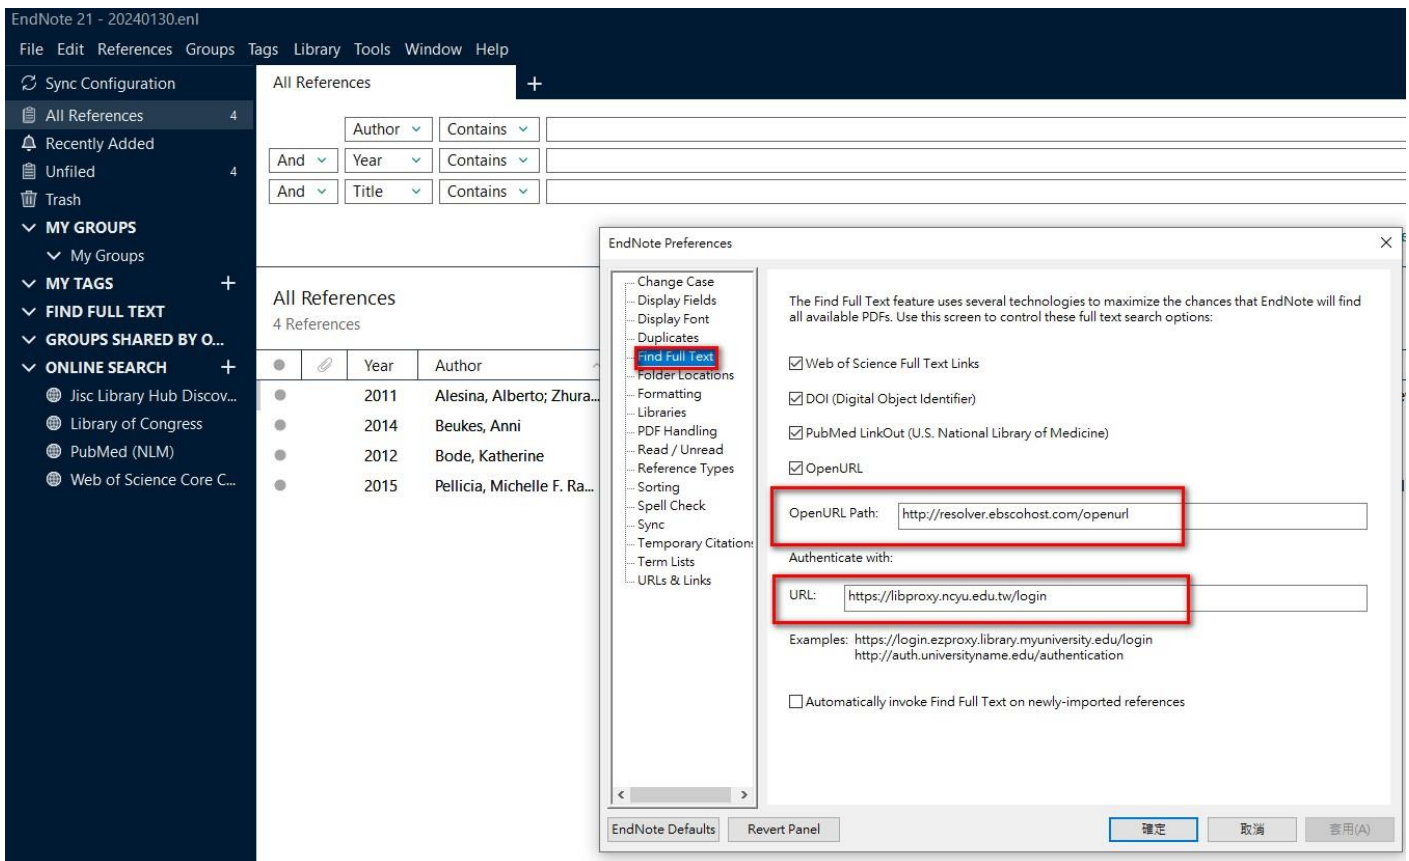 EndNote 21 - 20240130.enl
File Edit References Groups Tags Library Tools Window Help
Sync Configuration
All References 4
Recently Added
Unfiled 4
Trash
MY GROUPS
My Groups
MY TAGS +
FIND FULL TEXT
GROUPS SHARED BY O...
ONLINE SEARCH +
Jisc Library Hub Discov...
Library of Congress
PubMed (NLM)
Web of Science Core C...
All References +
Author Contains
And Year Contains
And Title Contains
All References
4 References
Year Author
2011 Alesina, Alberto; Zhura...
2014 Beukes, Anni
2012 Bode, Katherine
2015 Pellicia, Michelle F. Ra...
EndNote Preferences
Change Case
Display Fields
Display Font
Duplicates
Find Full Text
Folder Locations
Formatting
Libraries
PDF Handling
Read / Unread
Reference Types
Sorting
Spell Check
Sync
Temporary Citation
Term Lists
URLs & Links
The Find Full Text feature uses several technologies to maximize the chances that EndNote will find
all available PDFs. Use this screen to control these full text search options:
Web of Science Full Text Links
DOI (Digital Object Identifier)
PubMed LinkOut (U.S. National Library of Medicine)
OpenURL
OpenURL Path: http://resolver.ebscohost.com/openurl
Authenticate with:
URL: https://libproxy.ncyu.edu.tw/login
Examples: https://login.ezproxy.library.myuniversity.edu/login
http://auth.universityname.edu/authentication
Automatically invoke Find Full Text on newly-imported references
EndNote Defaults Revert Panel 確定 取消 套用(A)